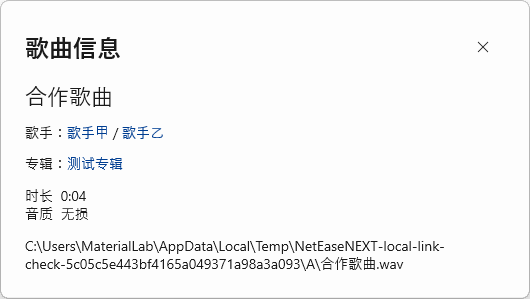 歌曲信息
合作歌曲
歌手：歌手甲 / 歌手乙
专辑：测试专辑
时长 0:04
音质 无损
C:\Users\MaterialLab\AppData\Local\Temp\NetEaseNEXT-local-link-
check-5c05c5e443bf4165a049371a98a3a093\A\合作歌曲.wav